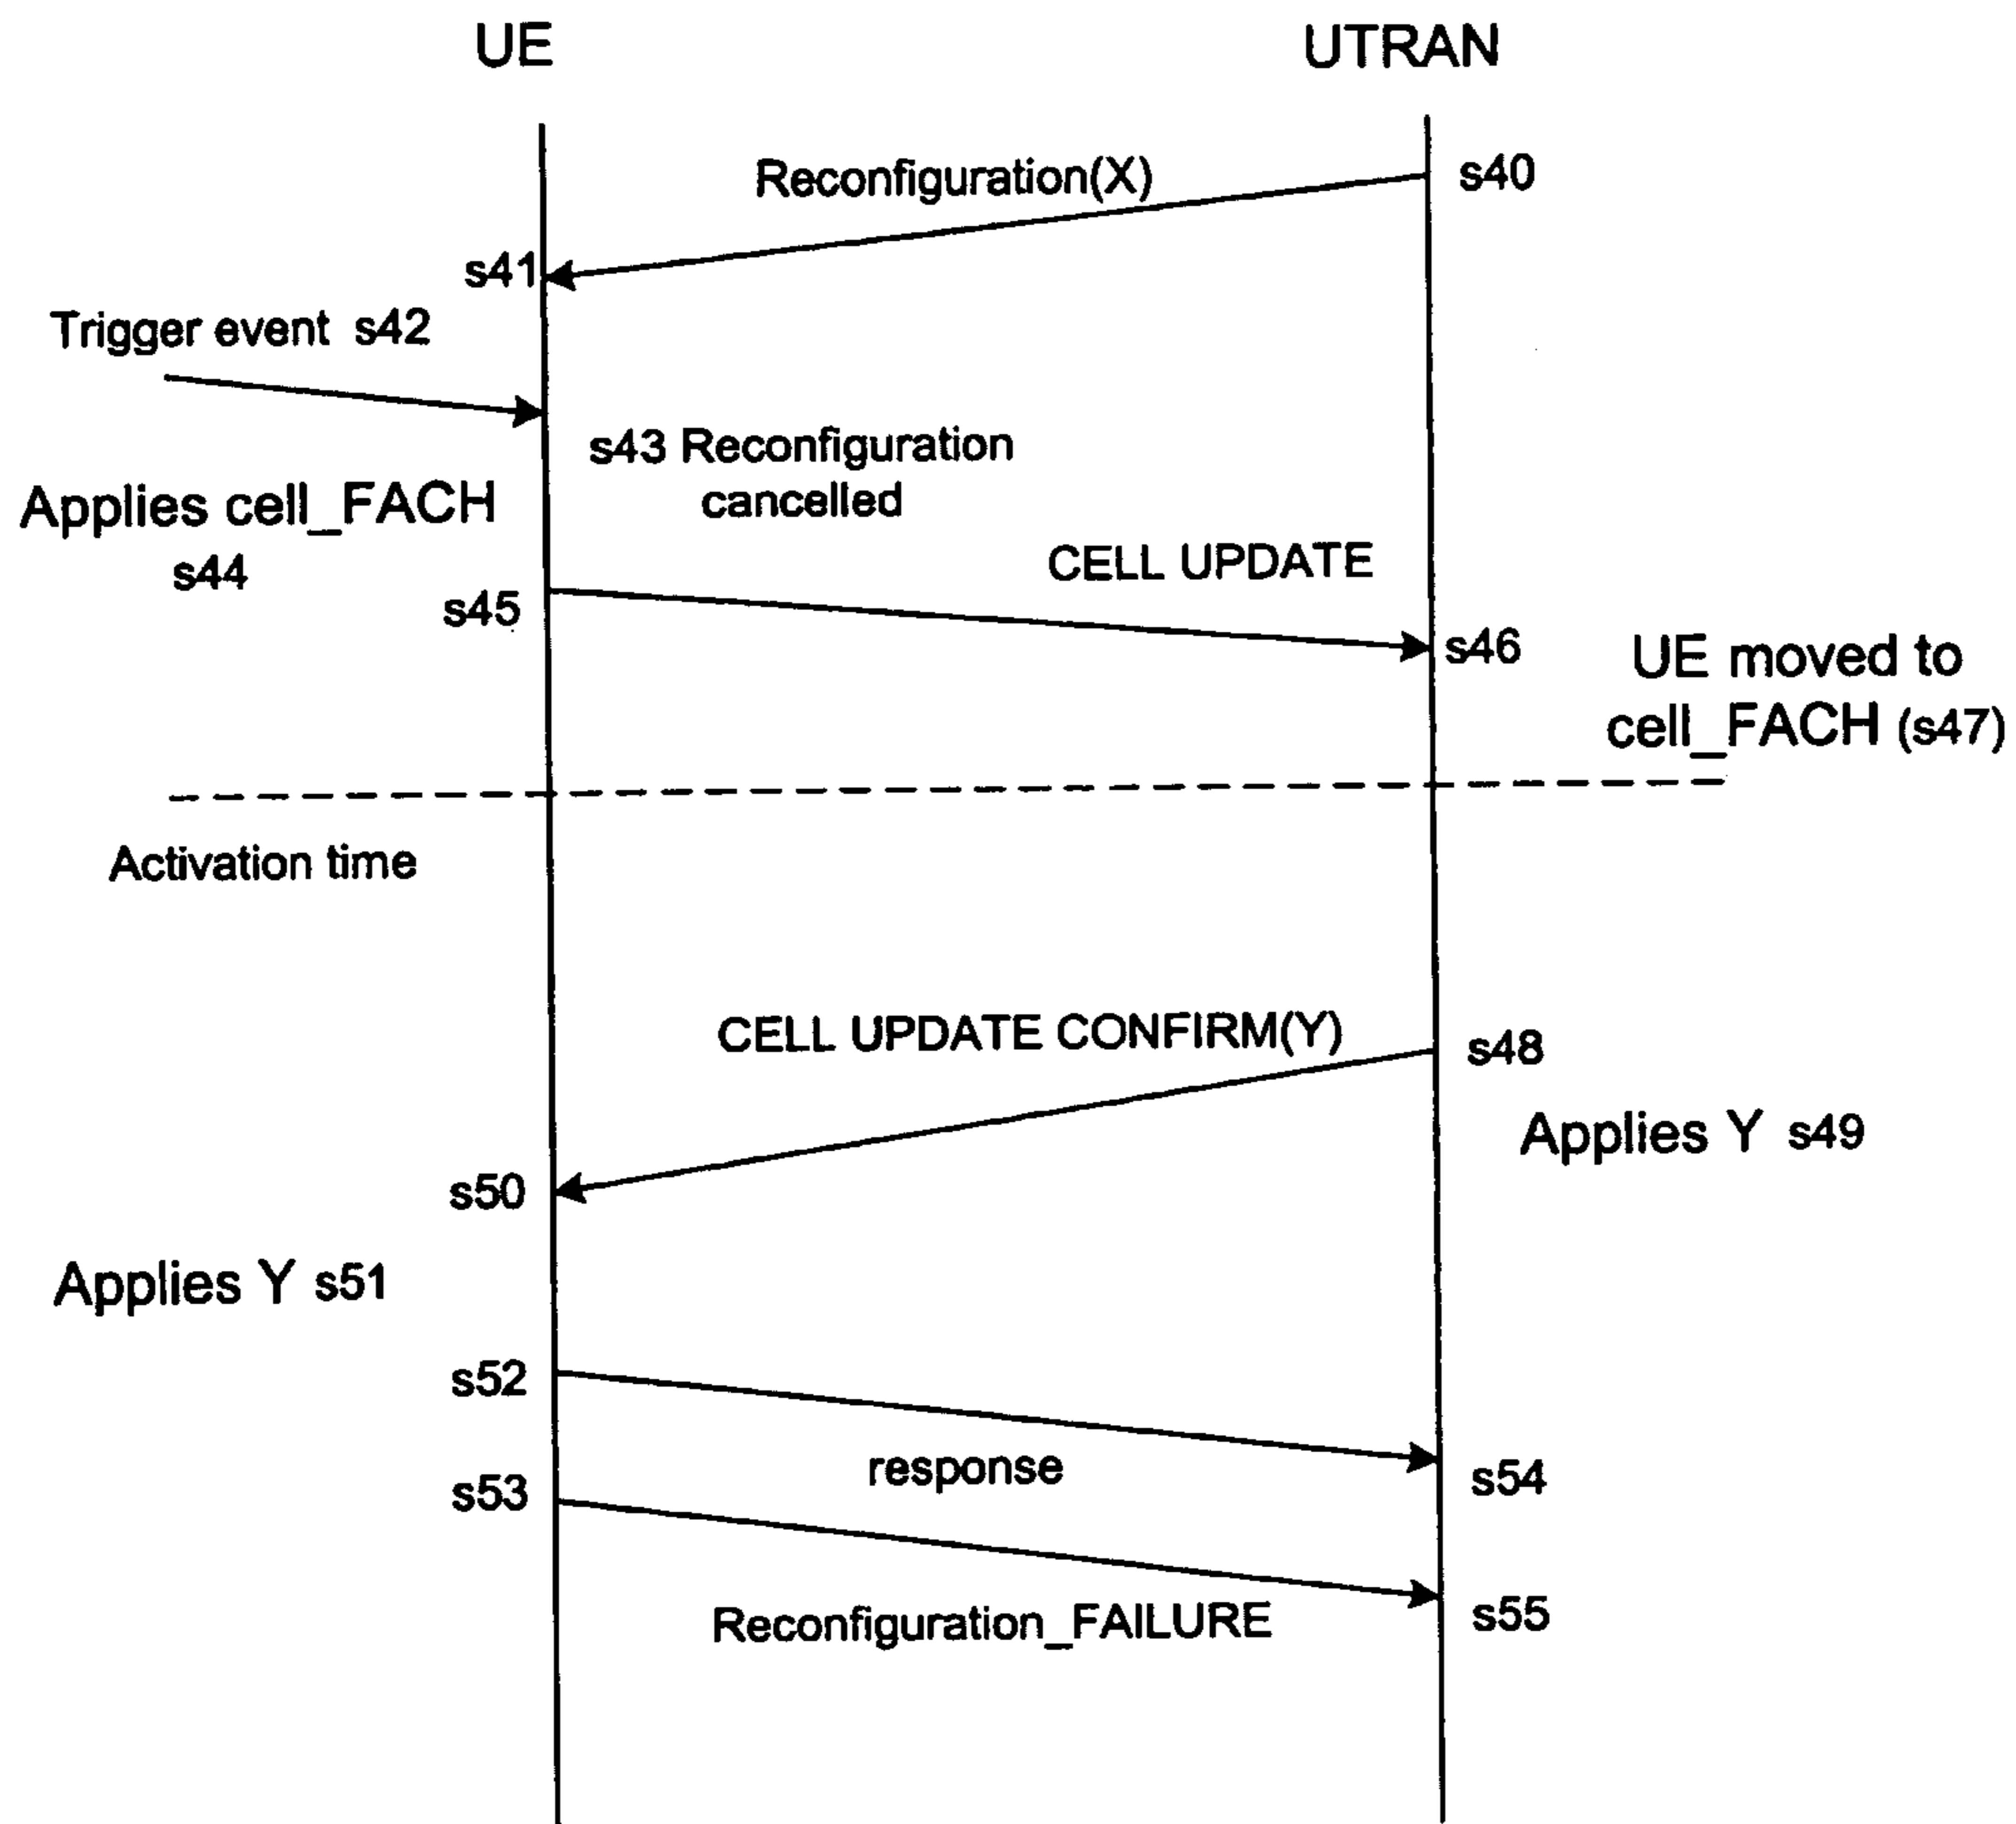 UE
UTRAN
Reconfiguration(X)
s40
s41
Trigger event s42
s43 Reconfiguration
cancelled
Applies cell_FACH
s44
CELL UPDATE
s45
s46
UE moved to
cell_FACH (s47)
Activation time
CELL UPDATE CONFIRM(Y)
s48
Applies Y s49
s50
Applies Y s51
s52
response
s54
s53
Reconfiguration_FAILURE
s55